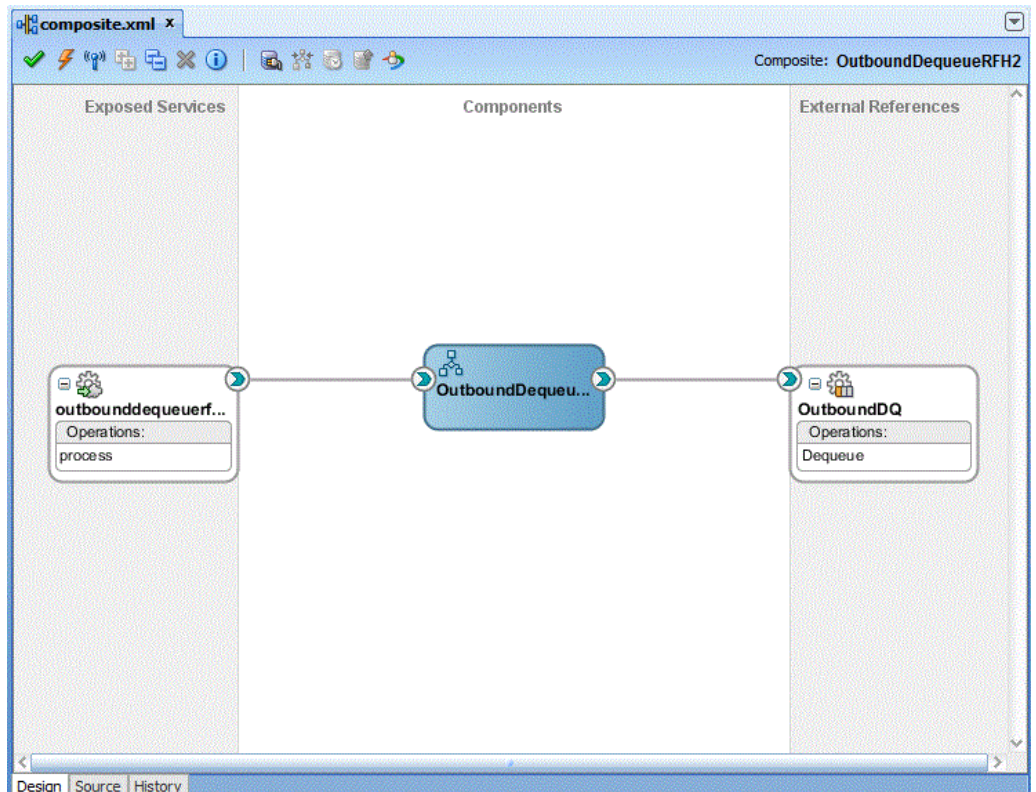 composite.xml x
Composite: OutboundDequeueRFH2
Exposed Services
Components
External References
OutboundDequeu...
outbounddequeuerf...
Operations:
process
OutboundDQ
Operations:
Dequeue
Design Source History